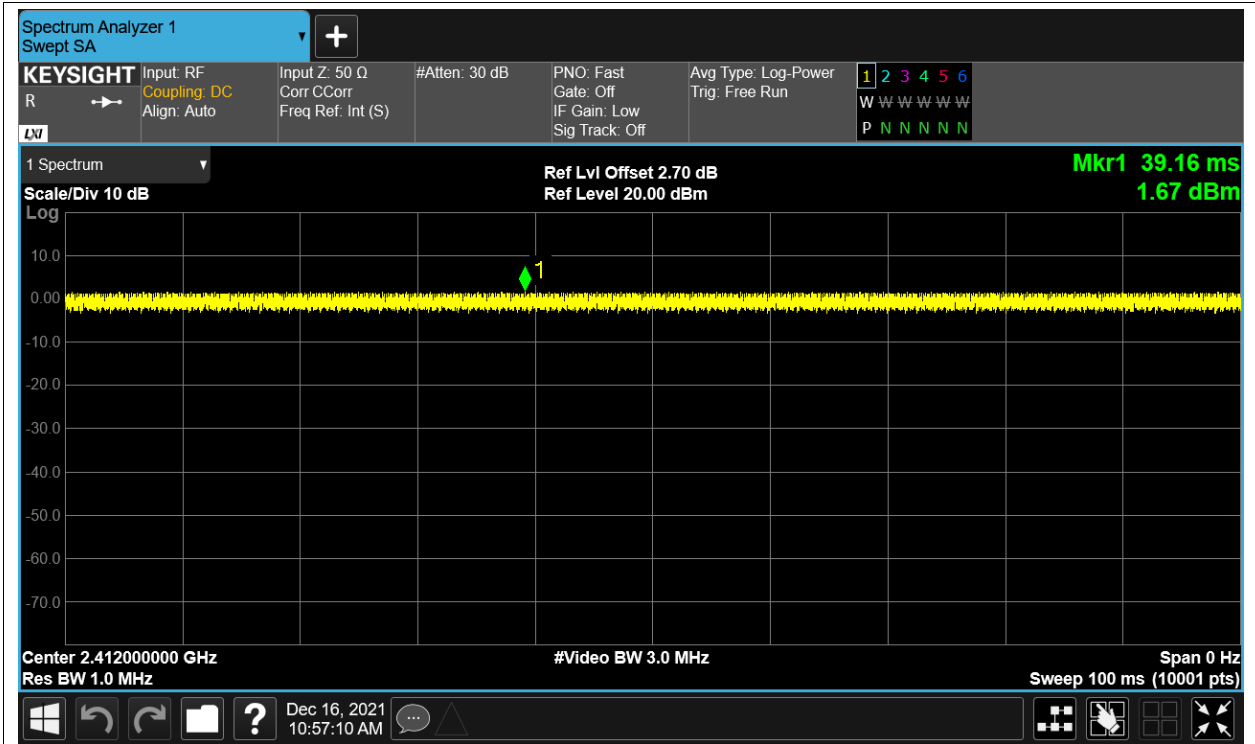 Spectrum Analyzer 1
Swept SA
KEYSIGHT
R
LXI
Input: RF
Coupling: DC
Align: Auto
Input Z: 50 Ω
Corr CCorr
Freq Ref: Int (S)
#Atten: 30 dB
PNO: Fast
Gate: Off
IF Gain: Low
Sig Track: Off
Avg Type: Log-Power
Trig: Free Run
1 2 3 4 5 6
W W W W W W
P N N N N N
1 Spectrum
Scale/Div 10 dB
Ref Lvl Offset 2.70 dB
Ref Level 20.00 dBm
Mkr1 39.16 ms
1.67 dBm
Log
10.0
1
0.00
-10.0
-20.0
-30.0
-40.0
-50.0
-60.0
-70.0
Center 2.412000000 GHz
#Video BW 3.0 MHz
Span 0 Hz
Res BW 1.0 MHz
Sweep 100 ms (10001 pts)
?
Dec 16, 2021
10:57:10 AM